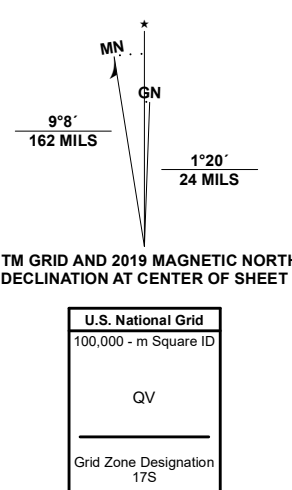 ★
MN
GN
9°8´
162 MILS
1°20´
24 MILS
TM GRID AND 2019 MAGNETIC NORTH
DECLINATION AT CENTER OF SHEET
U.S. National Grid
100,000 - m Square ID
QV
Grid Zone Designation
17S